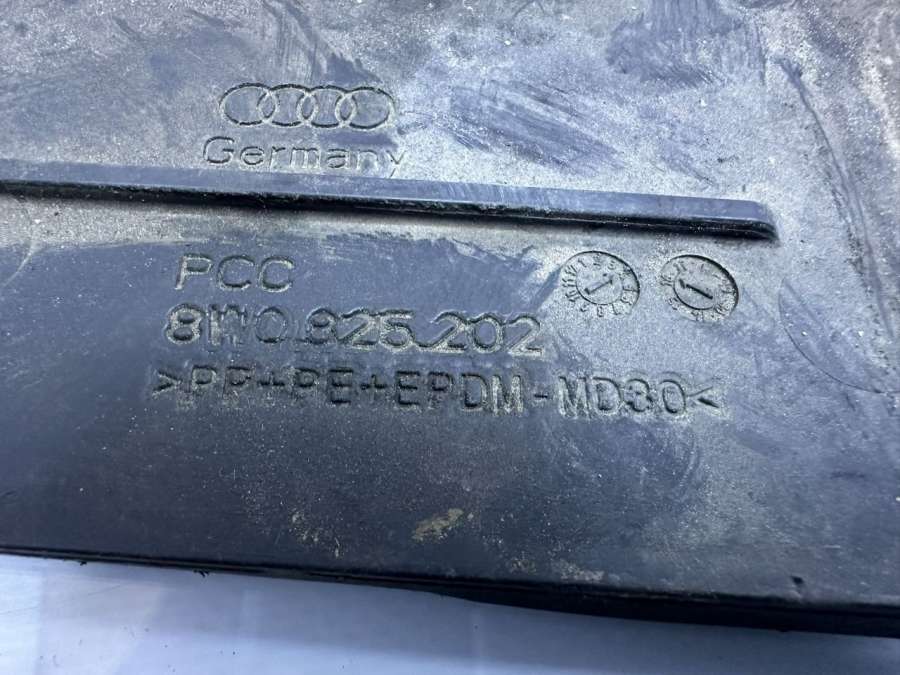 Germany
PCC
8W0.825.202
>PP+PE+EPDM-MD30<